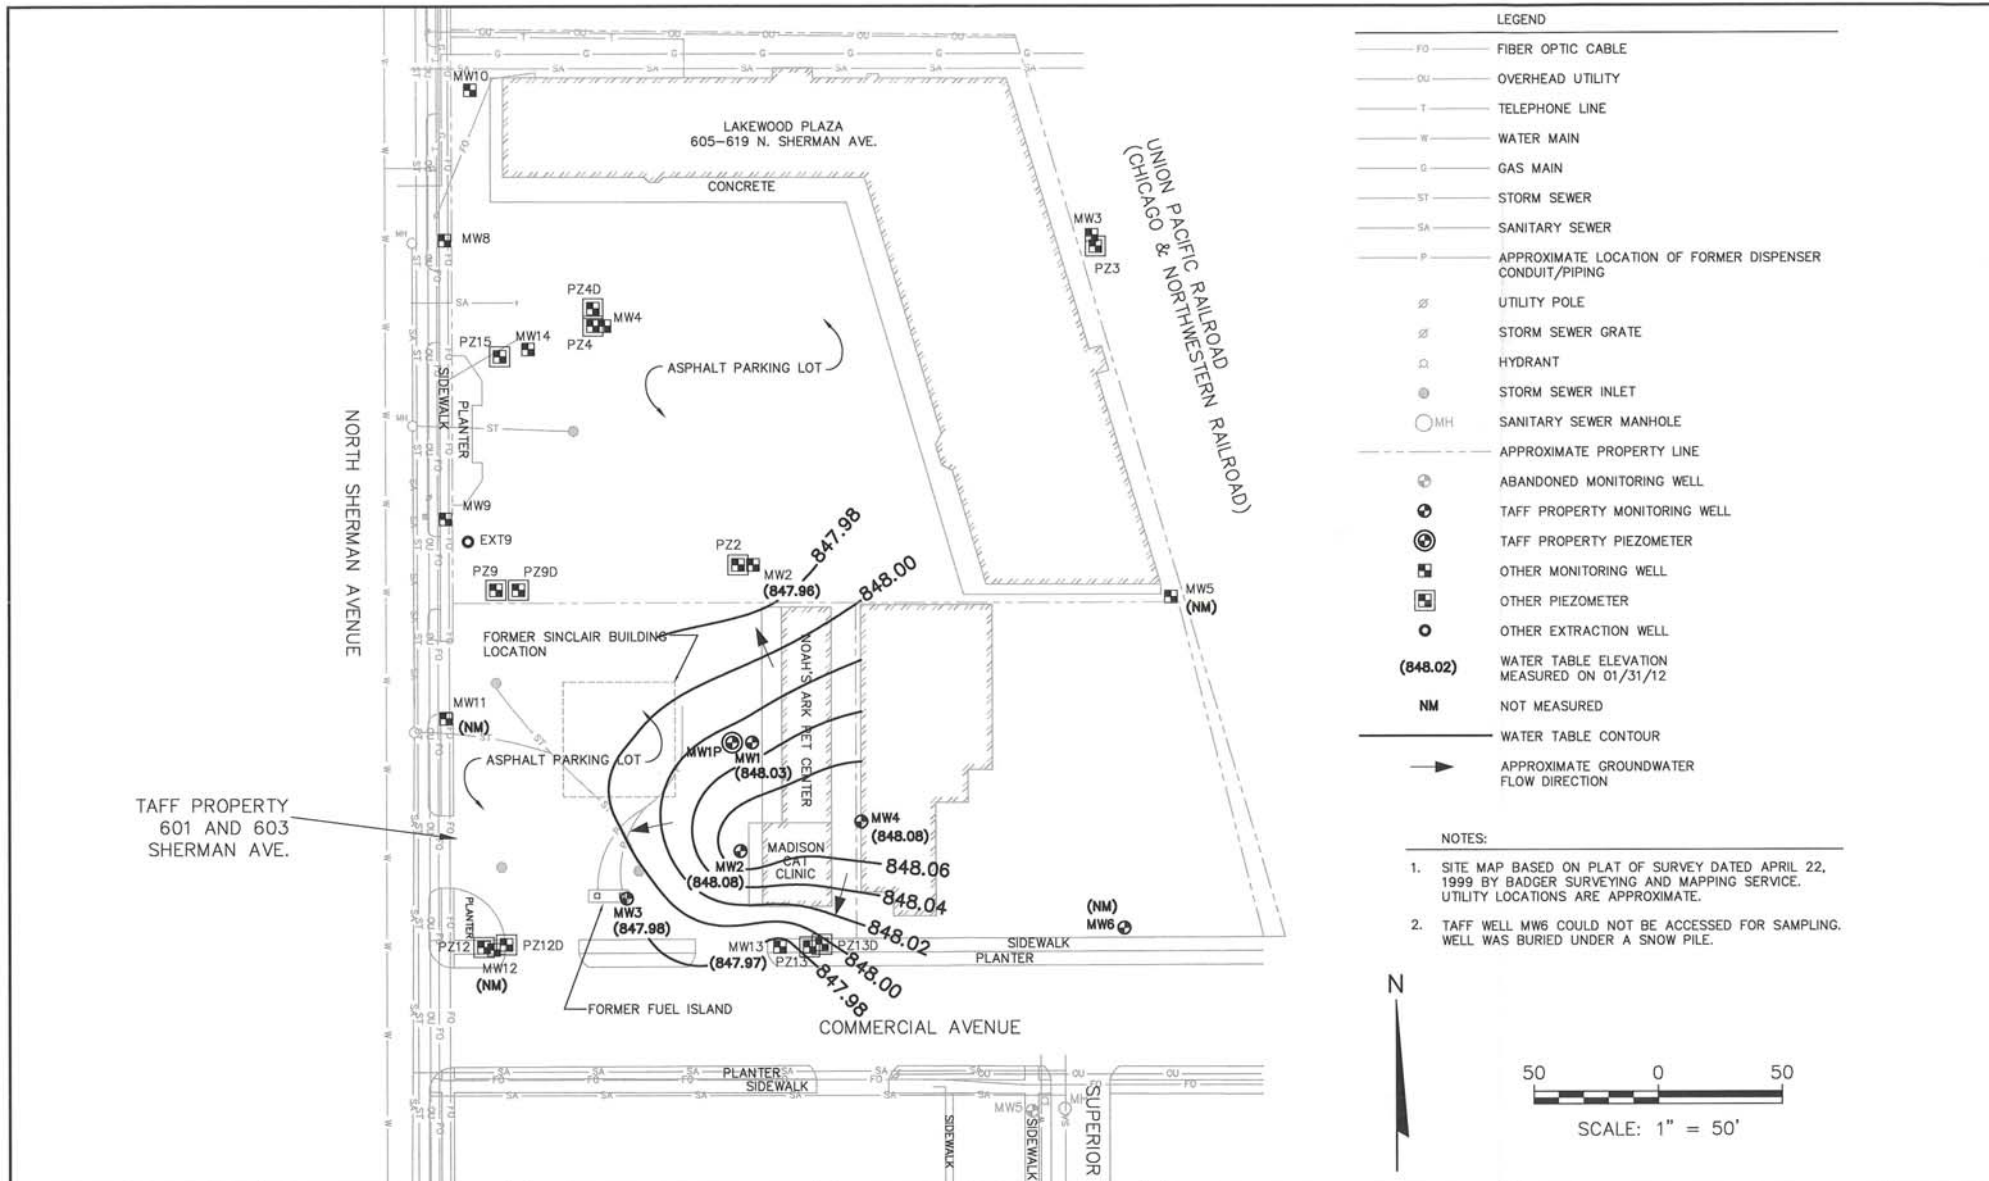 LEGEND
FO FIBER OPTIC CABLE
OU OVERHEAD UTILITY
T TELEPHONE LINE
W WATER MAIN
G GAS MAIN
ST STORM SEWER
SA SANITARY SEWER
P APPROXIMATE LOCATION OF FORMER DISPENSER
CONDUIT/PIPING
UTILITY POLE
STORM SEWER GRATE
HYDRANT
STORM SEWER INLET
MH SANITARY SEWER MANHOLE
APPROXIMATE PROPERTY LINE
ABANDONED MONITORING WELL
TAFF PROPERTY MONITORING WELL
TAFF PROPERTY PIEZOMETER
OTHER MONITORING WELL
OTHER PIEZOMETER
OTHER EXTRACTION WELL
(848.02) WATER TABLE ELEVATION
MEASURED ON 01/31/12
NM NOT MEASURED
WATER TABLE CONTOUR
APPROXIMATE GROUNDWATER
FLOW DIRECTION
NOTES:
1. SITE MAP BASED ON PLAT OF SURVEY DATED APRIL 22,
1999 BY BADGER SURVEYING AND MAPPING SERVICE.
UTILITY LOCATIONS ARE APPROXIMATE.
2. TAFF WELL MW6 COULD NOT BE ACCESSED FOR SAMPLING.
WELL WAS BURIED UNDER A SNOW PILE.
N
50 0 50
SCALE: 1" = 50'
MW10
LAKEWOOD PLAZA
605-619 N. SHERMAN AVE.
CONCRETE
UNION PACIFIC RAILROAD
(CHICAGO & NORTHWESTERN RAILROAD)
MW3
PZ3
MH
MW8
PZ4D
MW4
PZ4
PZ15
MW14
ASPHALT PARKING LOT
SIDEWALK
PLANTER
MH
NORTH SHERMAN AVENUE
MW9
EXT9
PZ9
PZ9D
PZ2
MW2
(847.96)
847.98
848.00
MW5
(NM)
FORMER SINCLAIR BUILDING
LOCATION
NOAH'S ARK PET CENTER
MW11
(NM)
ASPHALT PARKING LOT
MW1P
MW1
(848.03)
TAFF PROPERTY
601 AND 603
SHERMAN AVE.
MW4
(848.08)
MADISON
CAT
CLINIC
MW2
(848.08)
848.06
848.04
848.02
848.00
847.98
MW3
(847.98)
(NM)
MW6
PLANTER
PZ12
PZ12D
MW12
(NM)
MW13
(847.97)
PZ13
PZ13D
SIDEWALK
PLANTER
FORMER FUEL ISLAND
COMMERCIAL AVENUE
PLANTER
SIDEWALK
MW5
MH
SIDEWALK
SIDEWALK
SUPERIOR